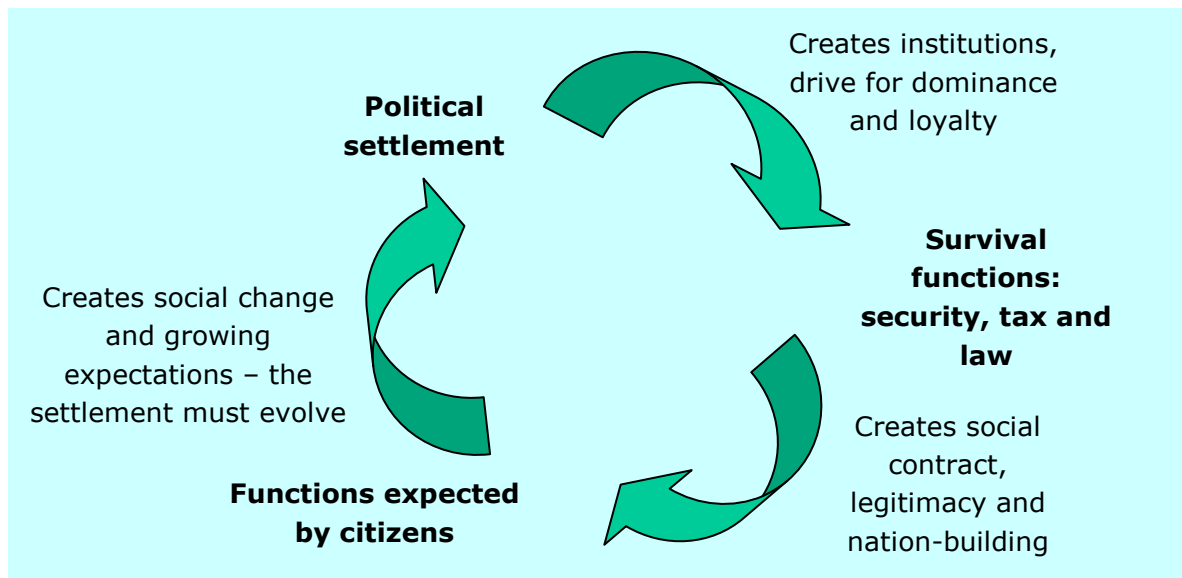 Political
settlement
Creates institutions,
drive for dominance
and loyalty
Survival
functions:
security, tax and
law
Creates social
contract,
legitimacy and
nation-building
Functions expected
by citizens
Creates social change
and growing
expectations – the
settlement must evolve